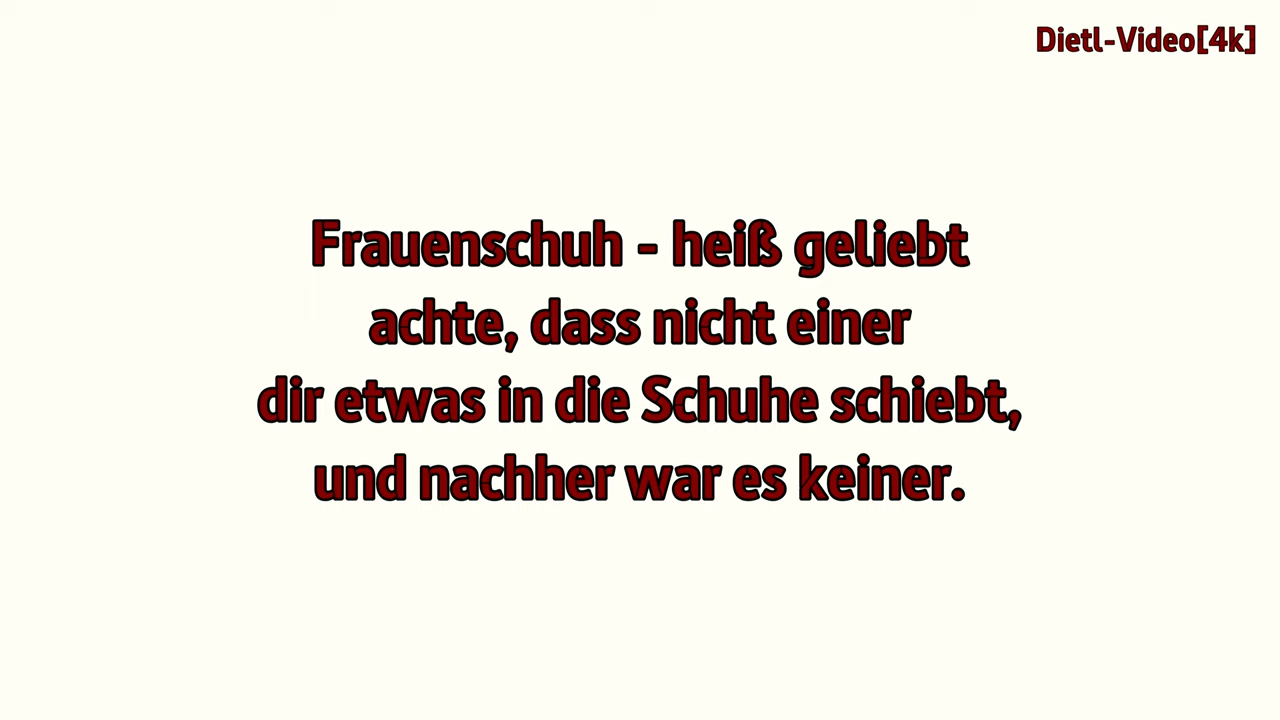 Dietl-Video[4k]
Frauenschuh - heiß geliebt
achte, dass nicht einer
dir etwas in die Schuhe schiebt,
und nachher war es keiner.